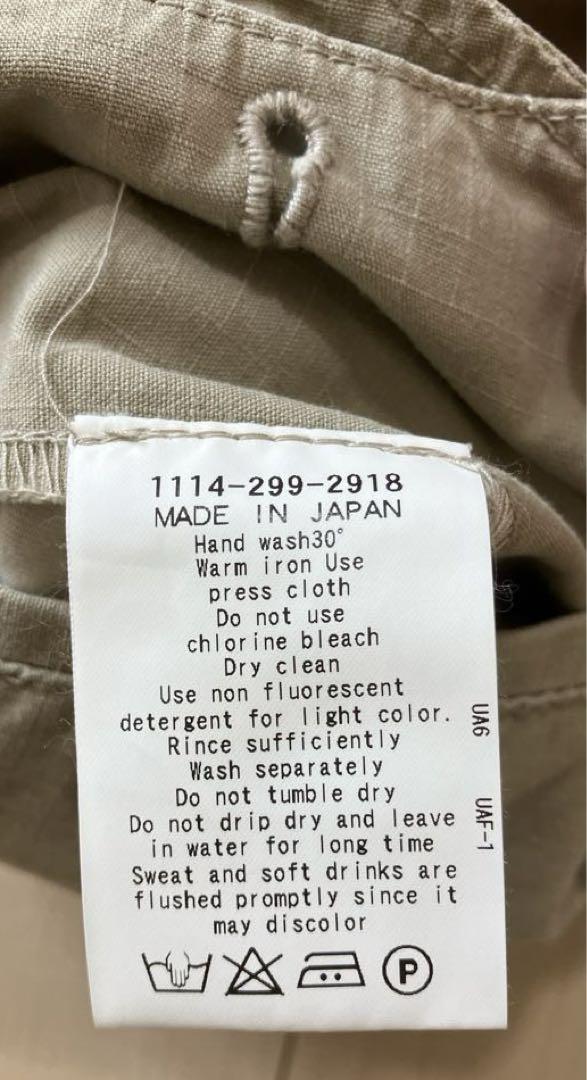 1114-299-2918
MADE IN JAPAN
Hand wash30°
Warm iron Use
press cloth
Do not use
chlorine bleach
Dry clean
Use non fluorescent
detergent for light color.
Rince sufficiently
Wash separately
Do not tumble dry
Do not drip dry and leave
in water for long time
Sweat and soft drinks are
flushed promptly since it
may discolor
P
UA6
UAF-1